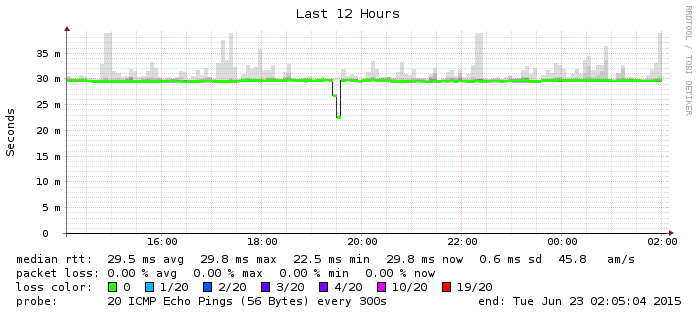 Last 12 Hours
RRDTOOL / TOBI OETIKER
Seconds
35 m
30 m
25 m
20 m
15 m
10 m
5 m
0
16:00 18:00 20:00 22:00 00:00 02:00
median rtt: 29.5 ms avg 29.8 ms max 22.5 ms min 29.8 ms now 0.6 ms sd 45.8 am/s
packet loss: 0.00 % avg 0.00 % max 0.00 % min 0.00 % now
loss color: 0 1/20 2/20 3/20 4/20 10/20 19/20
probe: 20 ICMP Echo Pings (56 Bytes) every 300s end: Tue Jun 23 02:05:04 2015